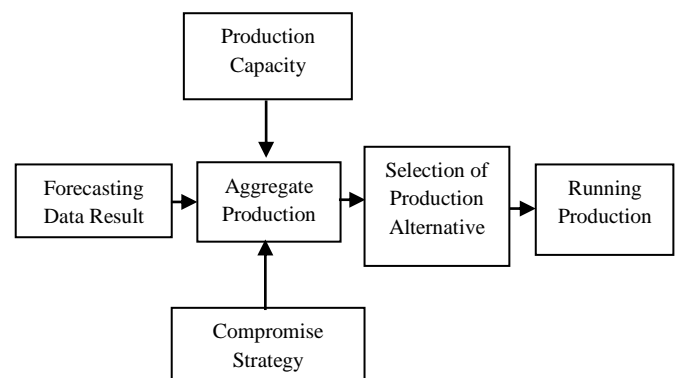 Production
Capacity
Forecasting
Data Result
Aggregate
Production
Selection of
Production
Alternative
Running
Production
Compromise
Strategy